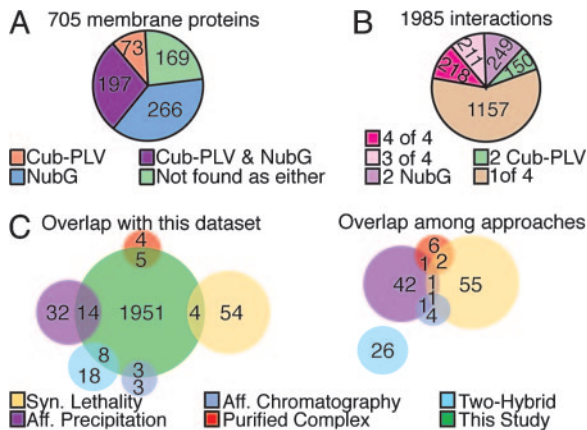 A 705 membrane proteins
73
169
197
266
Cub-PLV
Cub-PLV & NubG
NubG
Not found as either
B 1985 interactions
211
249
218
150
1157
4 of 4
3 of 4
2 Cub-PLV
2 NubG
1of 4
C Overlap with this dataset
4
5
32 14 1951 4 54
8
18
3
3
Overlap among approaches
6
1 2
42 1 55
1 1
4
26
Syn. Lethality
Aff. Chromatography
Two-Hybrid
Aff. Precipitation
Purified Complex
This Study